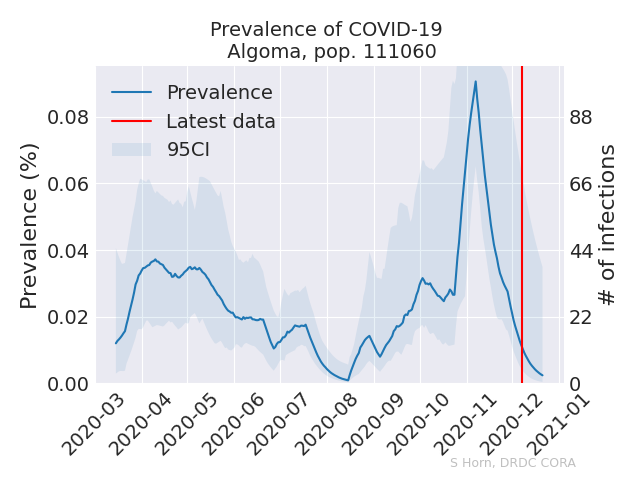 Prevalence of COVID-19
Algoma, pop. 111060
Prevalence
Latest data
95CI
Prevalence (%)
0.08
0.06
0.04
0.02
0.00
88
66
44
22
0
# of infections
2020-03
2020-04
2020-05
2020-06
2020-07
2020-08
2020-09
2020-10
2020-11
2020-12
2021-01
S Horn, DRDC CORA